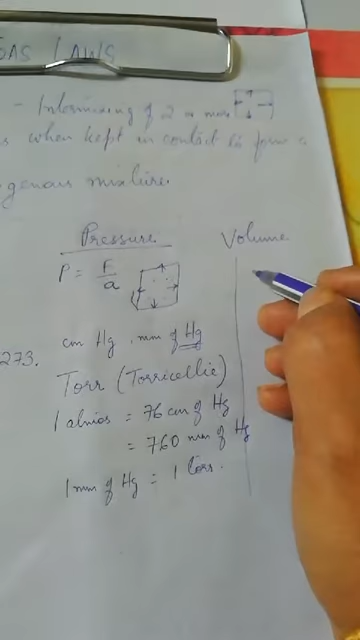 GAS LAWS
- Intermixing of 2 or more
s when kept in contact to form a
ogenous mixture.
Pressure
Volume
P = F/a
cm Hg, mm of Hg
273.
Torr (Torricellie)
1 atmos = 76 cm of Hg
= 760 mm of Hg
1 mm of Hg = 1 torr.